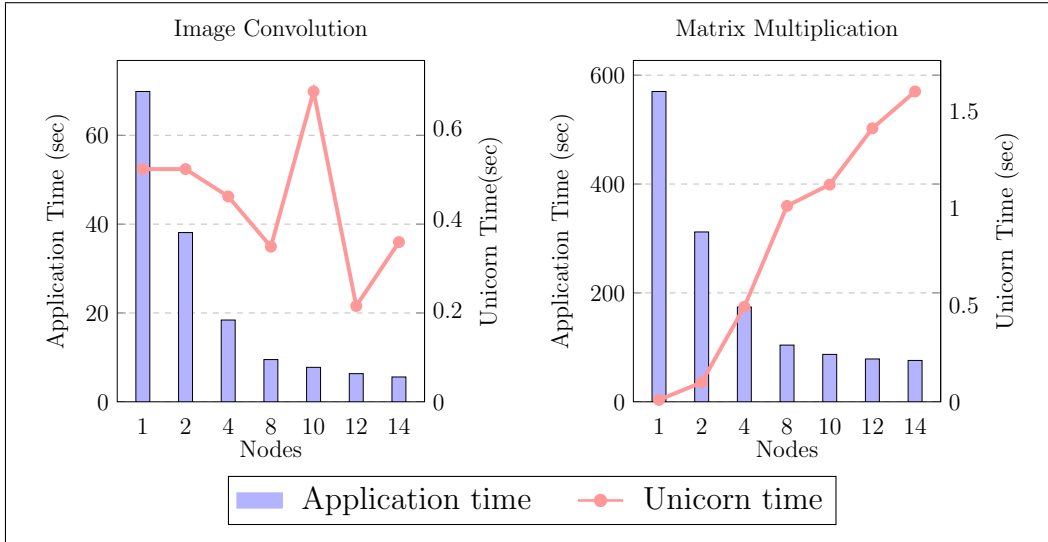 Image Convolution
Application Time (sec)
60
40
20
0
0.6
0.4
0.2
0
Unicorn Time(sec)
1 2 4 8 10 12 14
Nodes
Matrix Multiplication
Application Time (sec)
600
400
200
0
1.5
1
0.5
0
Unicorn Time (sec)
1 2 4 8 10 12 14
Nodes
Application time
Unicorn time